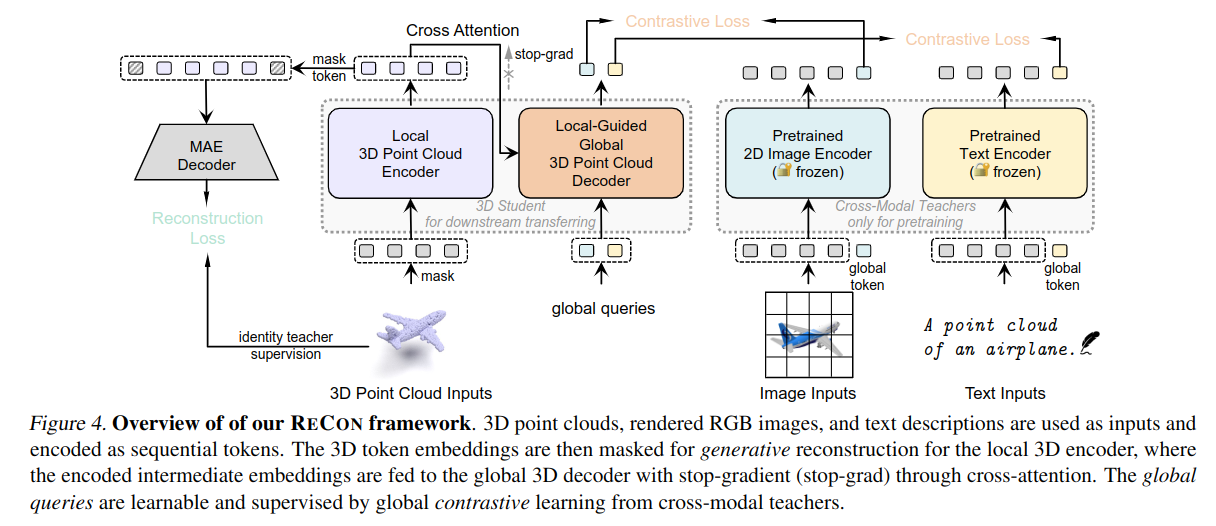 Cross Attention
stop-grad
Contrastive Loss
Contrastive Loss
mask
token
MAE
Decoder
Local
3D Point Cloud
Encoder
Local-Guided
Global
3D Point Cloud
Decoder
Pretrained
2D Image Encoder
(🔐 frozen)
Pretrained
Text Encoder
(🔐 frozen)
3D Student
for downstream transferring
Cross-Modal Teachers
only for pretraining
Reconstruction
Loss
mask
global queries
global
token
global
token
identity teacher
supervision
A point cloud
of an airplane.
3D Point Cloud Inputs
Image Inputs
Text Inputs
Figure 4. Overview of of our RECON framework. 3D point clouds, rendered RGB images, and text descriptions are used as inputs and
encoded as sequential tokens. The 3D token embeddings are then masked for generative reconstruction for the local 3D encoder, where
the encoded intermediate embeddings are fed to the global 3D decoder with stop-gradient (stop-grad) through cross-attention. The global
queries are learnable and supervised by global contrastive learning from cross-modal teachers.